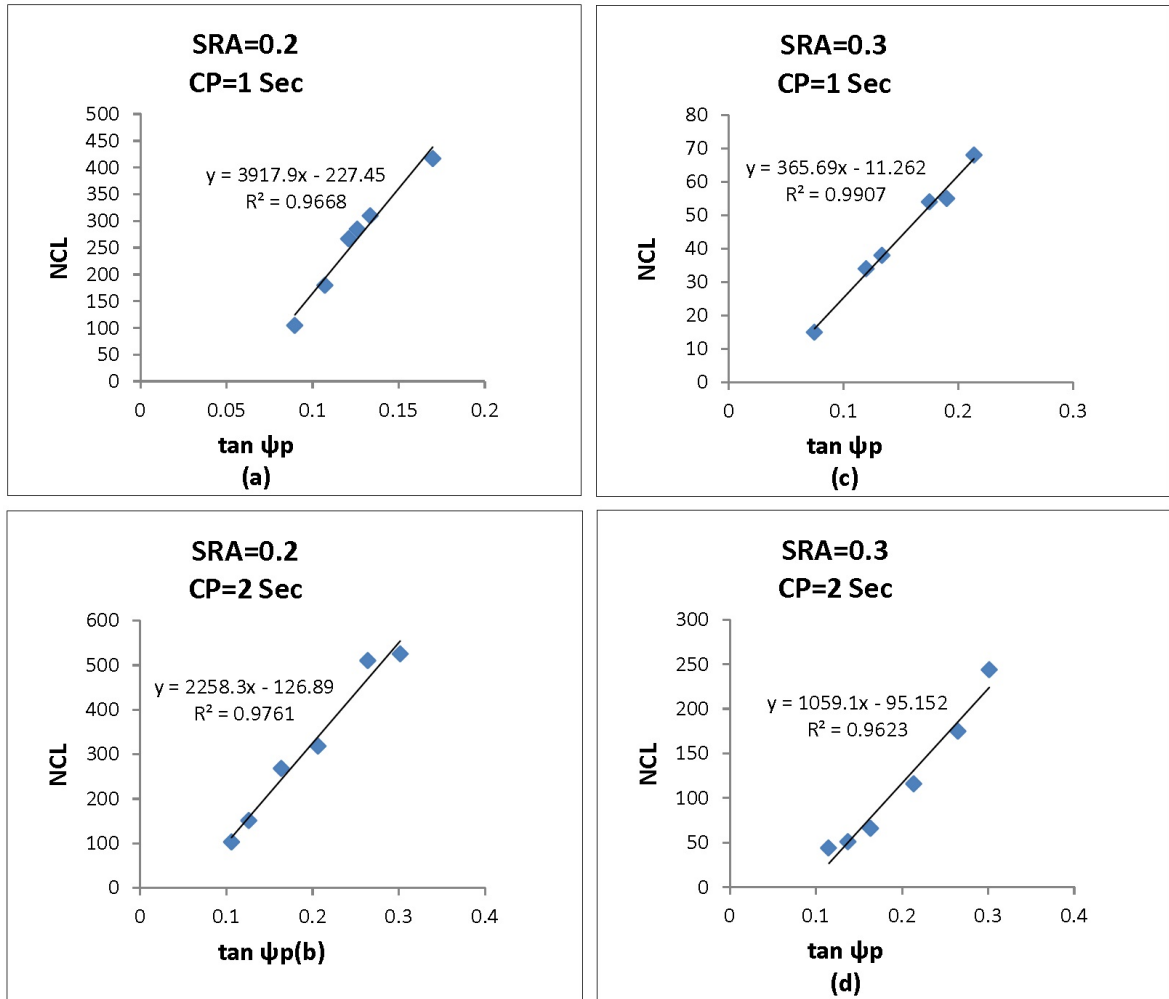 SRA=0.2
CP=1 Sec
500
450
400
350
300
250
200
150
100
50
0
NCL
y = 3917.9x - 227.45
R² = 0.9668
0 0.05 0.1 0.15 0.2
tan ψp
(a)
SRA=0.3
CP=1 Sec
80
70
60
50
40
30
20
10
0
NCL
y = 365.69x - 11.262
R² = 0.9907
0 0.1 0.2 0.3
tan ψp
(c)
SRA=0.2
CP=2 Sec
600
500
400
300
200
100
0
NCL
y = 2258.3x - 126.89
R² = 0.9761
0 0.1 0.2 0.3 0.4
tan ψp(b)
SRA=0.3
CP=2 Sec
300
250
200
150
100
50
0
NCL
y = 1059.1x - 95.152
R² = 0.9623
0 0.1 0.2 0.3 0.4
tan ψp
(d)